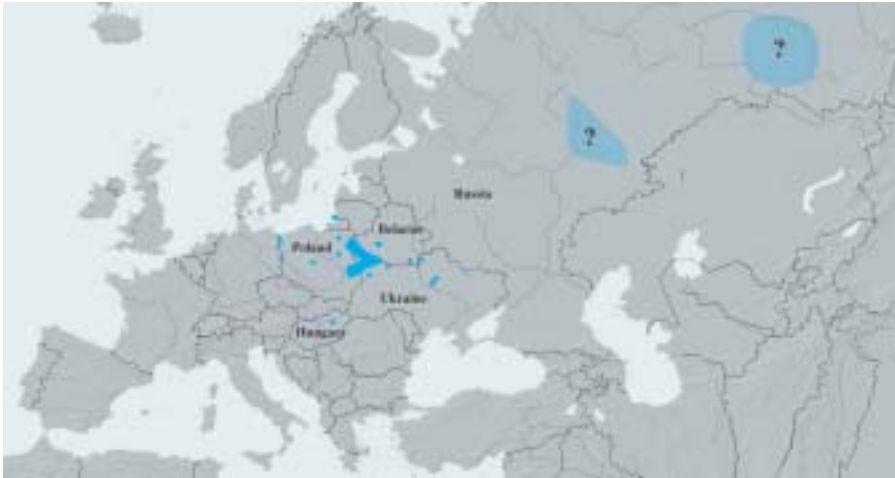 ?
?
Russia
Belarus
Poland
Ukraine
Hungary